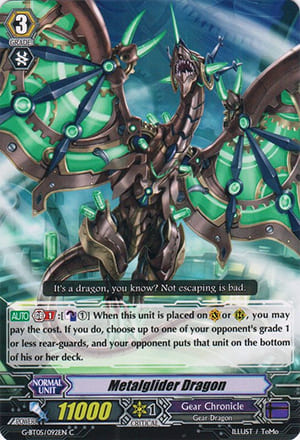 3
GRADE
It's a dragon, you know? Not escaping is bad.
AUTO 1 : When this unit is placed on or , you may
pay the cost. If you do, choose up to one of your opponent's grade 1
or less rear-guards, and your opponent puts that unit on the bottom
of his or her deck.
NORMAL
UNIT
Metalglider Dragon
POWER
11000
1
CRITICAL
Gear Chronicle
Gear Dragon
G-BT05/092EN C
ILLUST / ToMo